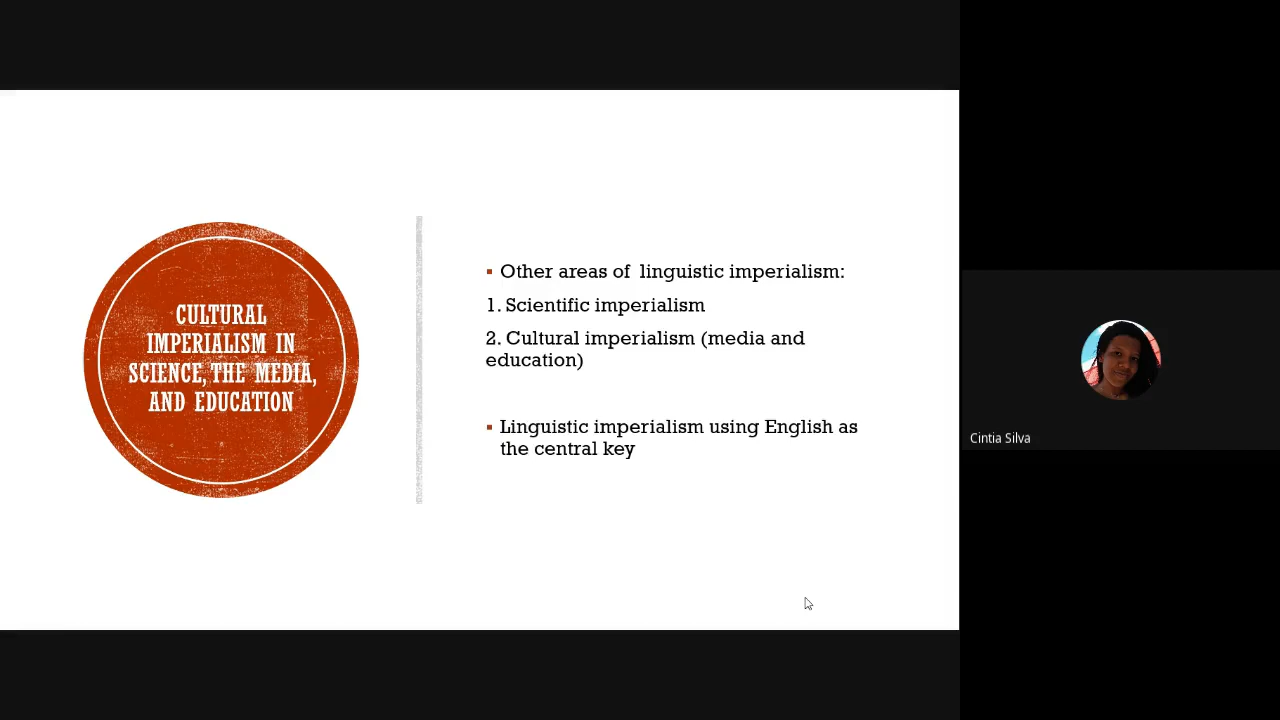 CULTURAL
IMPERIALISM IN
SCIENCE, THE MEDIA,
AND EDUCATION
▪ Other areas of linguistic imperialism:
1. Scientific imperialism
2. Cultural imperialism (media and
education)
▪ Linguistic imperialism using English as
the central key
Cintia Silva